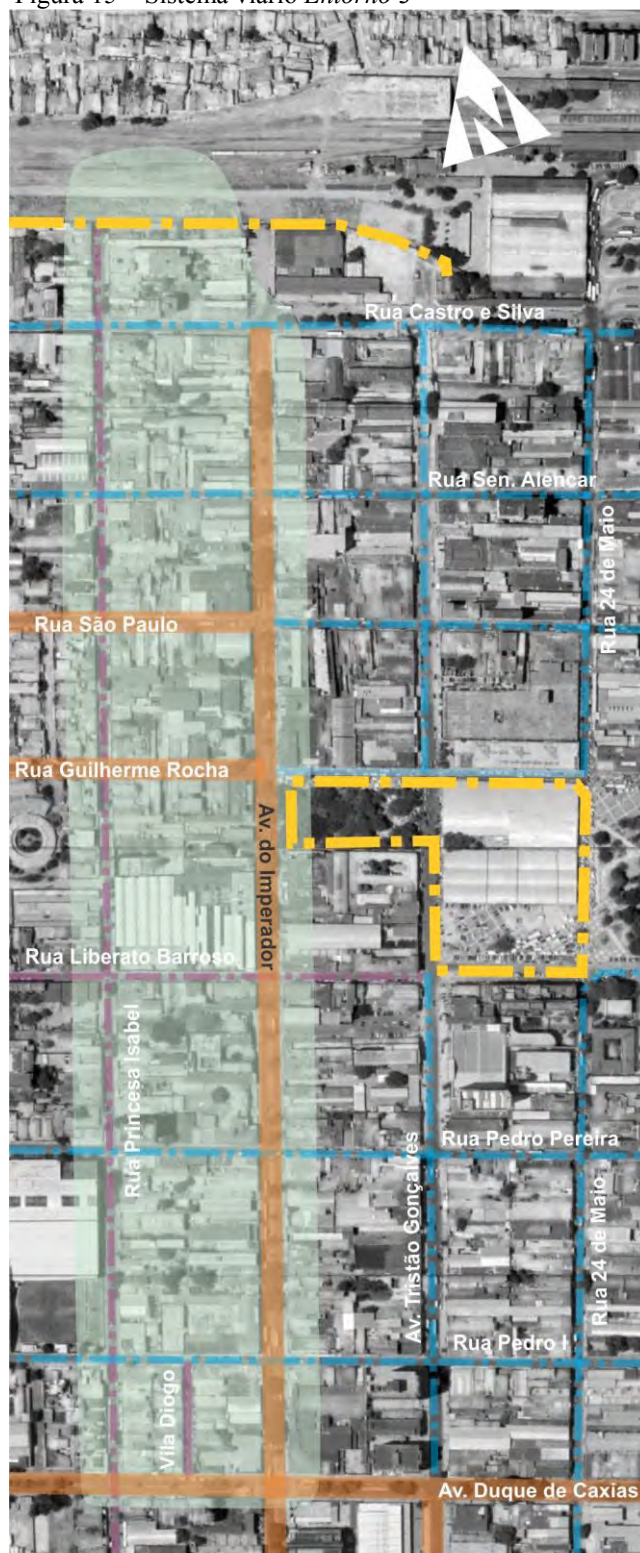 Figura 15 – Sistema viário Entorno 3
N
Rua Castro e Silva
Rua Sen. Alencar
Rua 24 de Maio
Rua São Paulo
Rua Guilherme Rocha
Av. do Imperador
Rua Liberato Barroso
Rua Princesa Isabel
Rua Pedro Pereira
Av. Tristão Gonçalves
Rua 24 de Maio
Rua Pedro I
Vila Diogo
Av. Duque de Caxias